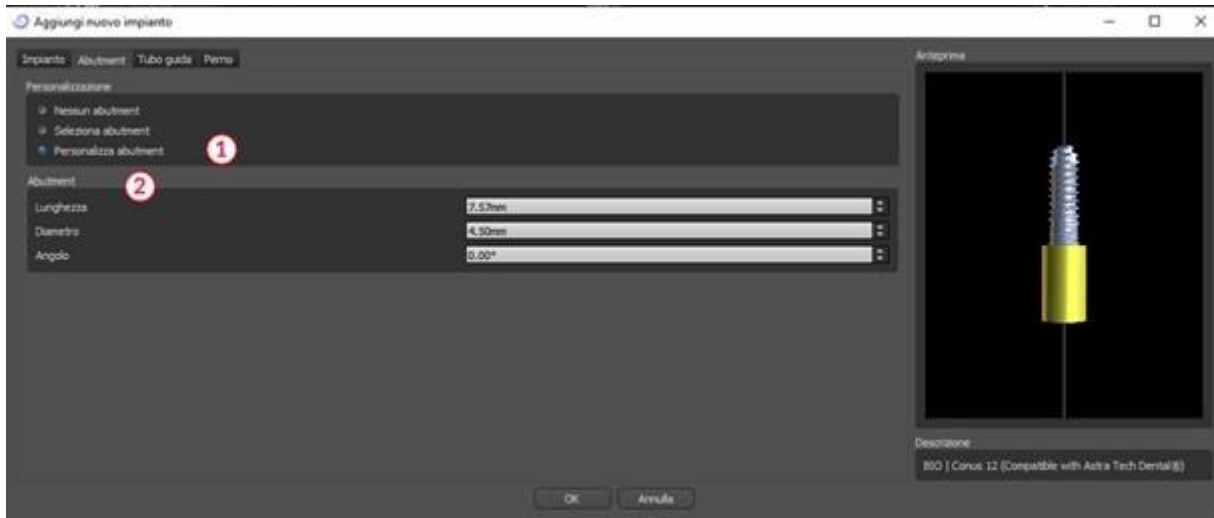 Aggiungi nuovo impianto
Impianto Abutment Tubo guida Perno
Personalizzazione
Nessun abutment
Seleziona abutment
Personalizza abutment
1
Abutment
2
Lunghezza 7.57mm
Diametro 4.50mm
Angolo 0.00°
Anteprima
Descrizione
BIO | Conus 12 (Compatible with Astra Tech Dental®)
OK Annulla